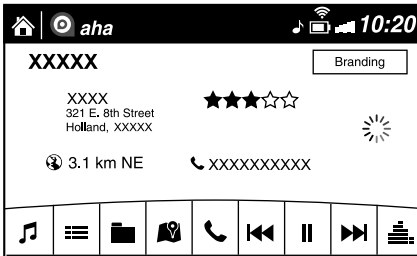 aha 10:20
XXXXX Branding
XXXX
321 E. 8th Street
Holland, XXXXX
3.1 km NE XXXXXXXXXX